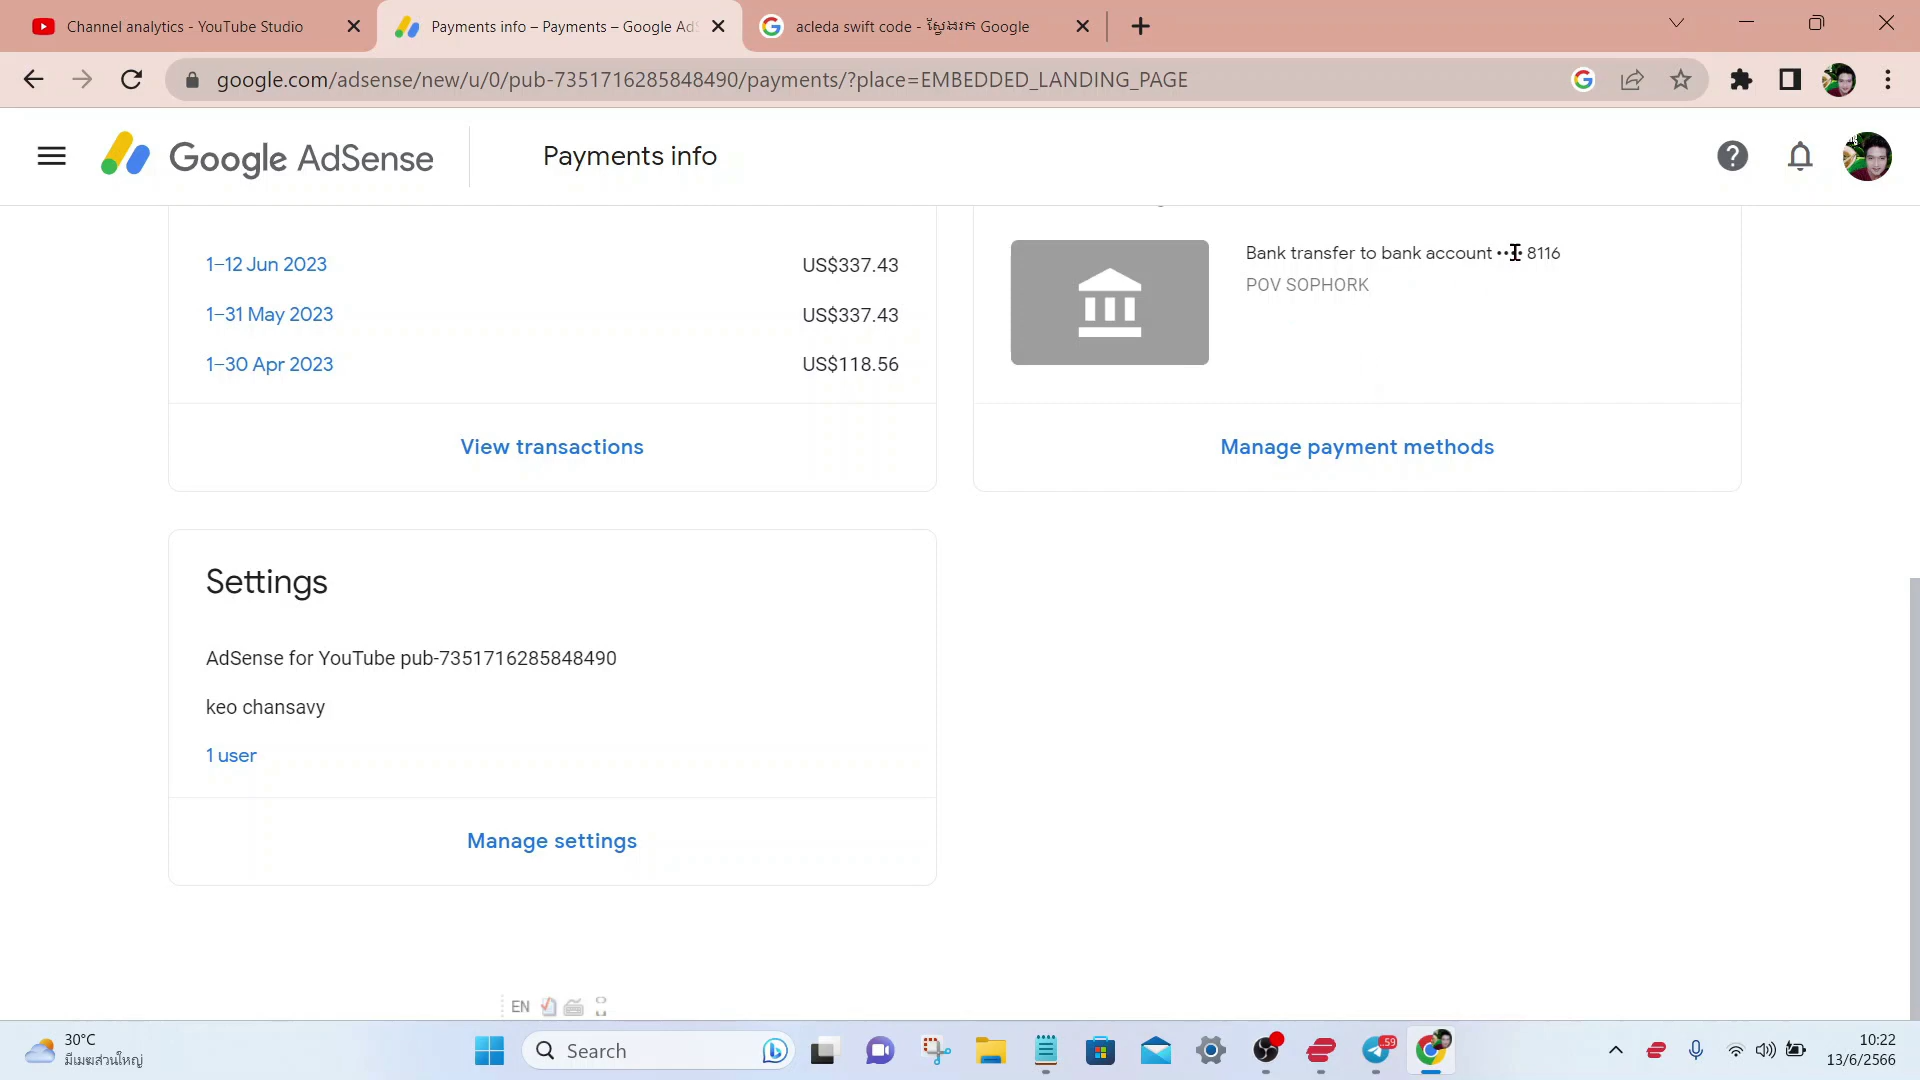 Channel analytics - YouTube Studio
Payments info – Payments – Google Ad
acleda swift code - ស្វែងរក Google
google.com/adsense/new/u/0/pub-7351716285848490/payments/?place=EMBEDDED_LANDING_PAGE
Google AdSense
Payments info
1–12 Jun 2023 US$337.43
1–31 May 2023 US$337.43
1–30 Apr 2023 US$118.56
View transactions
Bank transfer to bank account •••• 8116
POV SOPHORK
Manage payment methods
Settings
AdSense for YouTube pub-7351716285848490
keo chansavy
1 user
Manage settings
EN
30°C
มีเมฆส่วนใหญ่
Search
59
10:22
13/6/2566